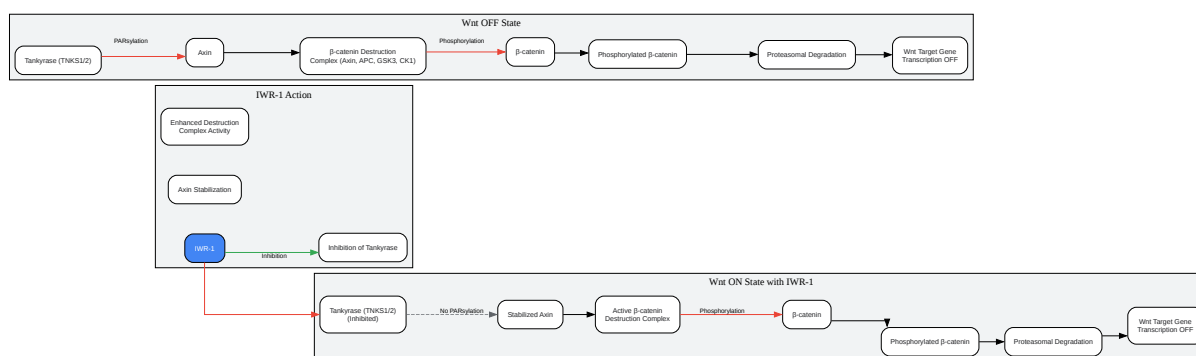 Wnt OFF State
PARsylation
Phosphorylation
Tankyrase (TNKS1/2)
Axin
β-catenin Destruction
Complex (Axin, APC, GSK3, CK1)
β-catenin
Phosphorylated β-catenin
Proteasomal Degradation
Wnt Target Gene
Transcription OFF
IWR-1 Action
Enhanced Destruction
Complex Activity
Axin Stabilization
IWR-1
Inhibition
Inhibition of Tankyrase
Wnt ON State with IWR-1
Tankyrase (TNKS1/2)
(Inhibited)
No PARsylation
Stabilized Axin
Active β-catenin
Destruction Complex
Phosphorylation
β-catenin
Phosphorylated β-catenin
Proteasomal Degradation
Wnt Target Gene
Transcription OFF